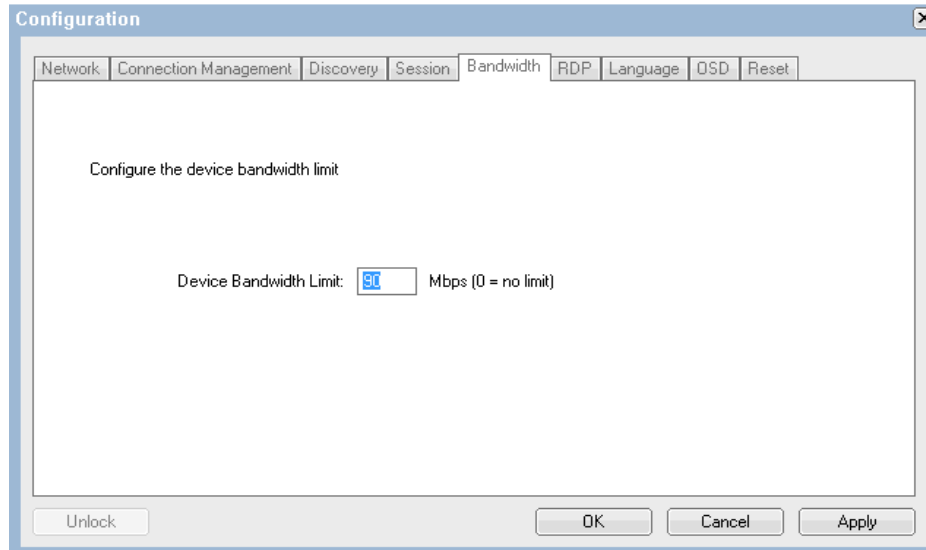 Configuration
Network Connection Management Discovery Session Bandwidth RDP Language OSD Reset
Configure the device bandwidth limit
Device Bandwidth Limit: 90 Mbps (0 = no limit)
Unlock OK Cancel Apply